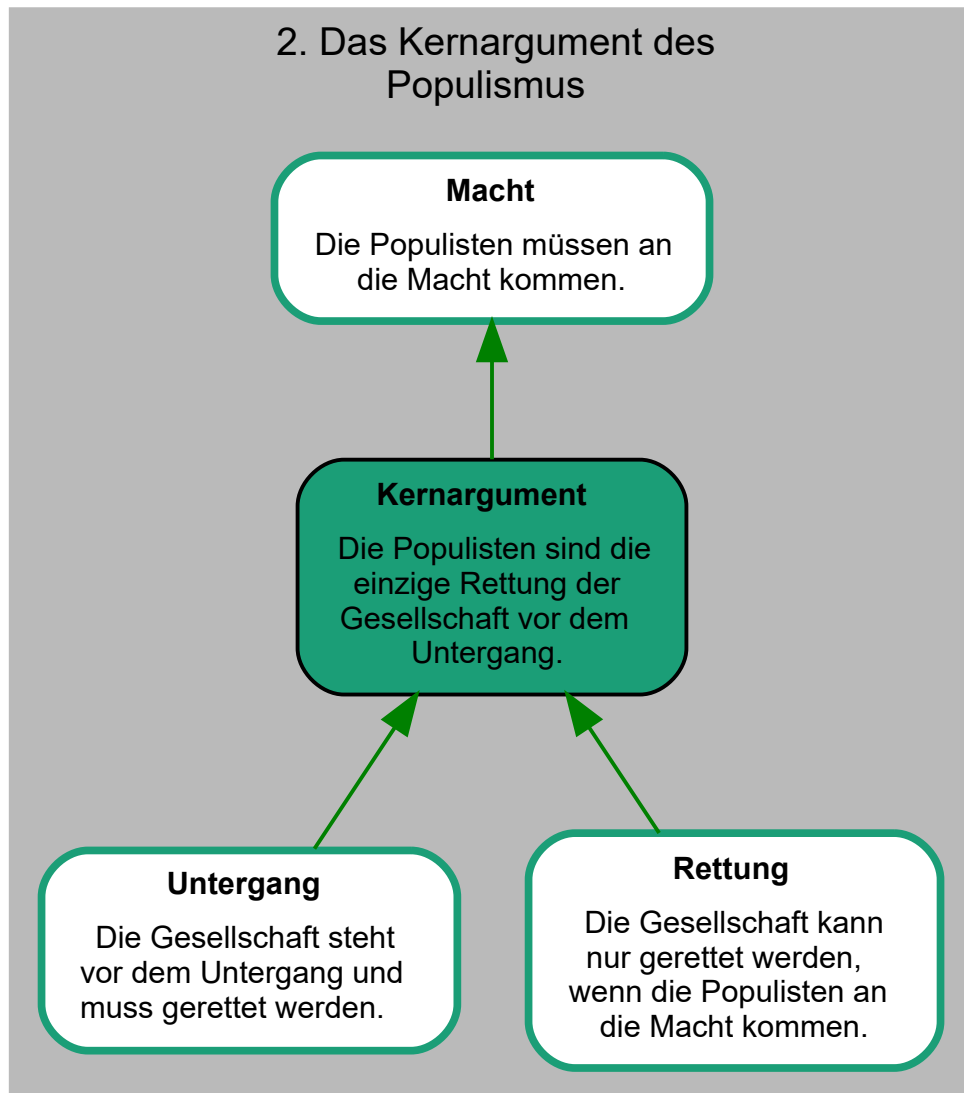 2. Das Kernargument des
Populismus
Macht
Die Populisten müssen an
die Macht kommen.
Kernargument
Die Populisten sind die
einzige Rettung der
Gesellschaft vor dem
Untergang.
Untergang
Die Gesellschaft steht
vor dem Untergang und
muss gerettet werden.
Rettung
Die Gesellschaft kann
nur gerettet werden,
wenn die Populisten an
die Macht kommen.